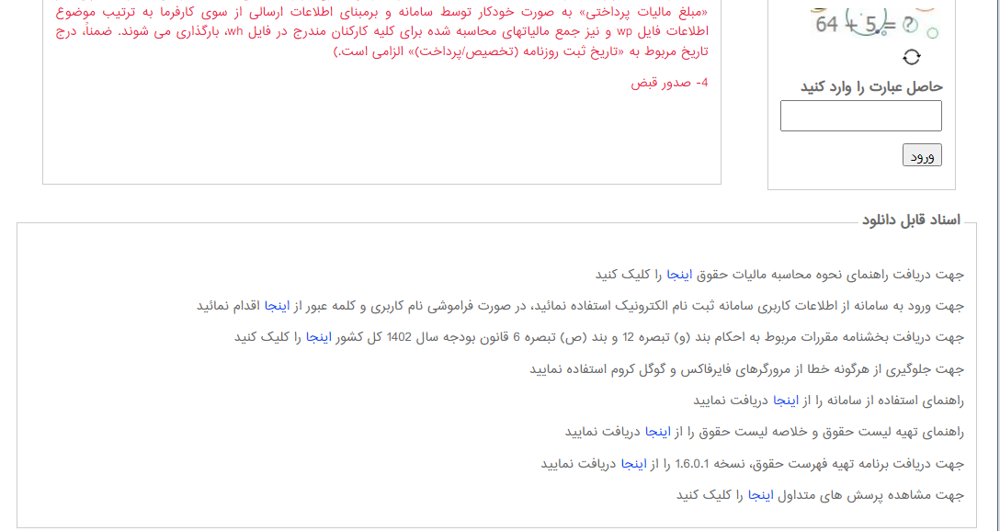 64 + 5 = ?
حاصل عبارت را وارد کنید
ورود
«مبلغ مالیات پرداختی» به صورت خودکار توسط سامانه و برمبنای اطلاعات ارسالی از سوی کارفرما به ترتیب موضوع
اطلاعات فایل wp و نیز جمع مالیاتهای محاسبه شده برای کلیه کارکنان مندرج در فایل wh، بارگذاری می شوند. ضمناً، درج
تاریخ مربوط به «تاریخ ثبت روزنامه (تخصیص/پرداخت)» الزامی است.)
4- صدور قبض
اسناد قابل دانلود
جهت دریافت راهنمای نحوه محاسبه مالیات حقوق اینجا را کلیک کنید
جهت ورود به سامانه از اطلاعات کاربری سامانه ثبت نام الکترونیک استفاده نمائید، در صورت فراموشی نام کاربری و کلمه عبور از اینجا اقدام نمائید
جهت دریافت بخشنامه مقررات مربوط به احکام بند (و) تبصره 12 و بند (ص) تبصره 6 قانون بودجه سال 1402 کل کشور اینجا را کلیک کنید
جهت جلوگیری از هرگونه خطا از مرورگرهای فایرفاکس و گوگل کروم استفاده نمایید
راهنمای استفاده از سامانه را از اینجا دریافت نمایید
راهنمای تهیه لیست حقوق و خلاصه لیست حقوق را از اینجا دریافت نمایید
جهت دریافت برنامه تهیه فهرست حقوق، نسخه 1.6.0.1 را از اینجا دریافت نمایید
جهت مشاهده پرسش های متداول اینجا را کلیک کنید